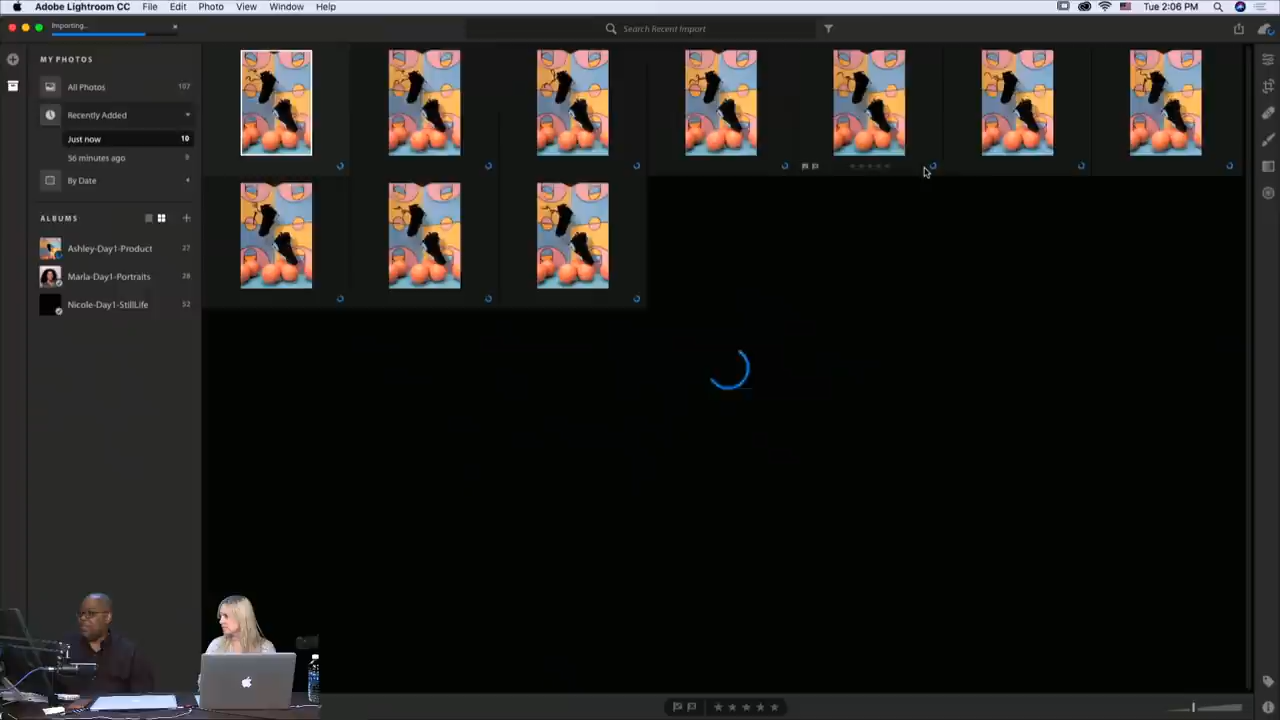 Adobe Lightroom CC File Edit Photo View Window Help Tue 2:06 PM
Importing...
Search Recent Import
MY PHOTOS
All Photos 107
Recently Added
Just now 10
56 minutes ago 9
By Date
ALBUMS
Ashley-Day1-Product 27
Marla-Day1-Portraits 28
Nicole-Day1-StillLife 52